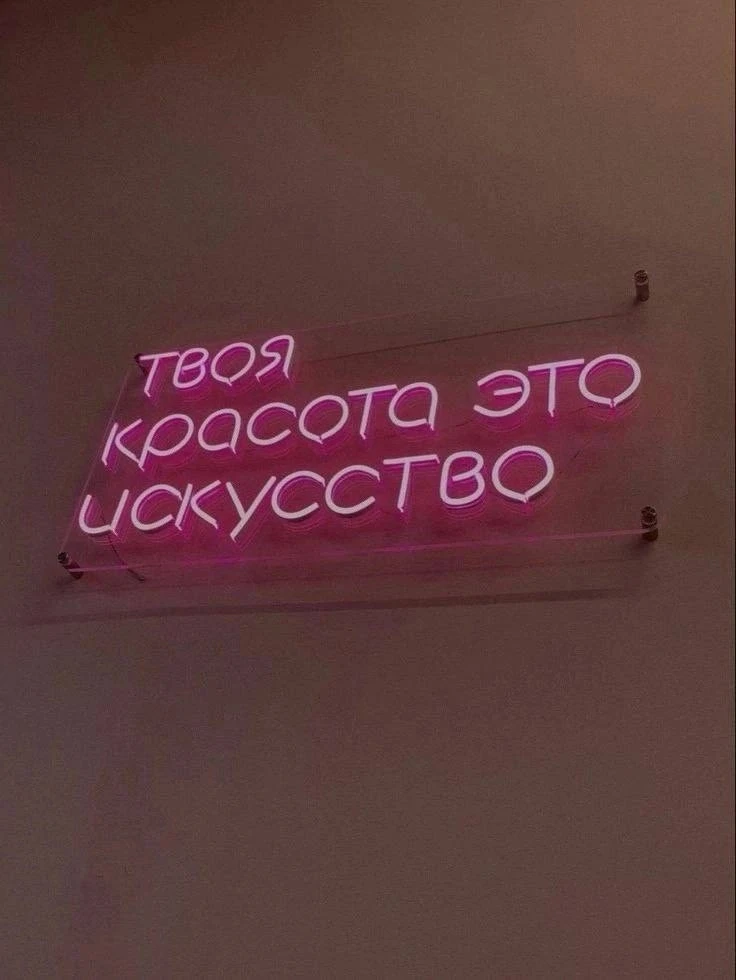 твоя
красота это
искусство